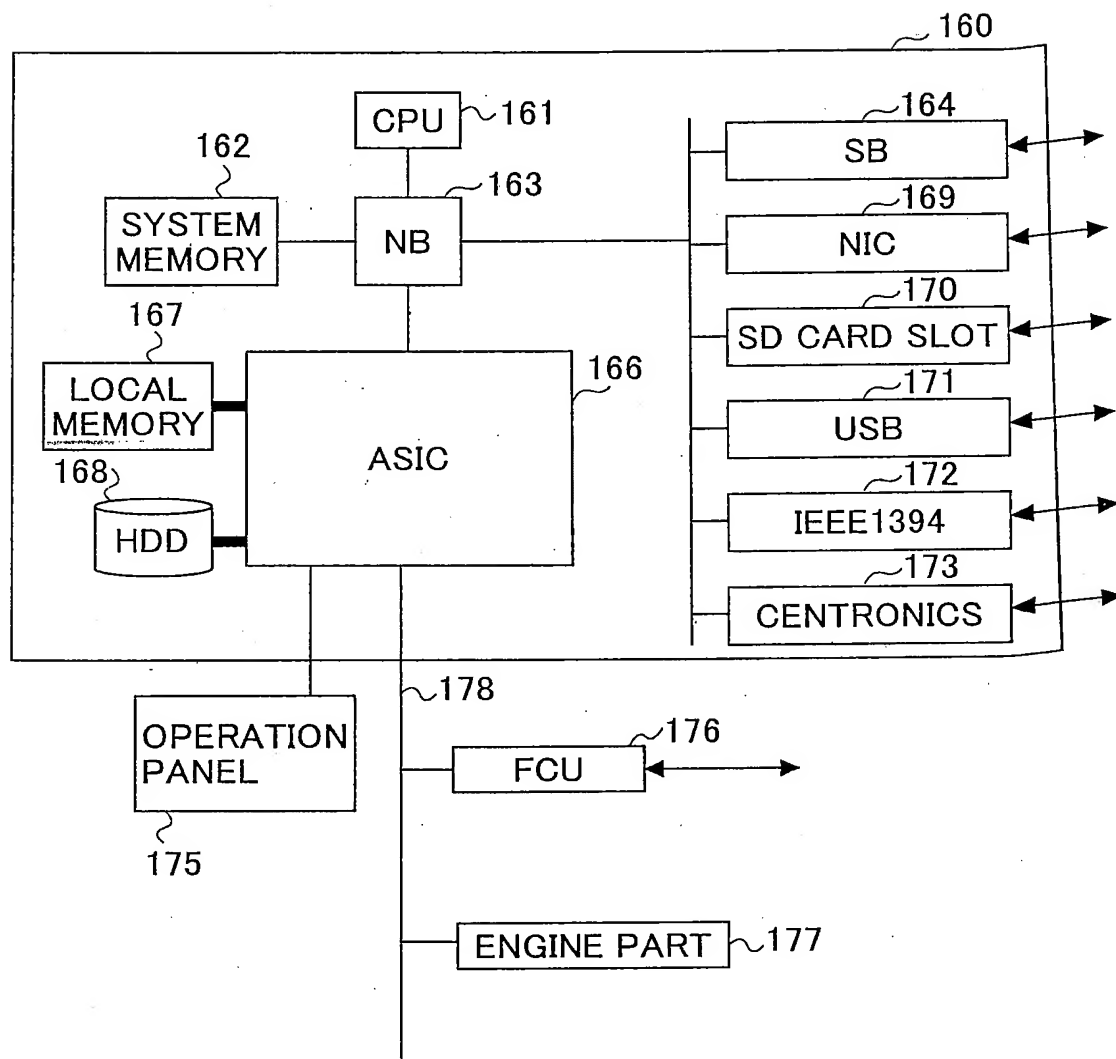 160
CPU
161
164
SB
162
163
SYSTEM
MEMORY
NB
169
NIC
170
SD CARD SLOT
167
LOCAL
MEMORY
166
ASIC
171
USB
168
HDD
172
IEEE1394
173
CENTRONICS
178
OPERATION
PANEL
175
176
FCU
ENGINE PART
177